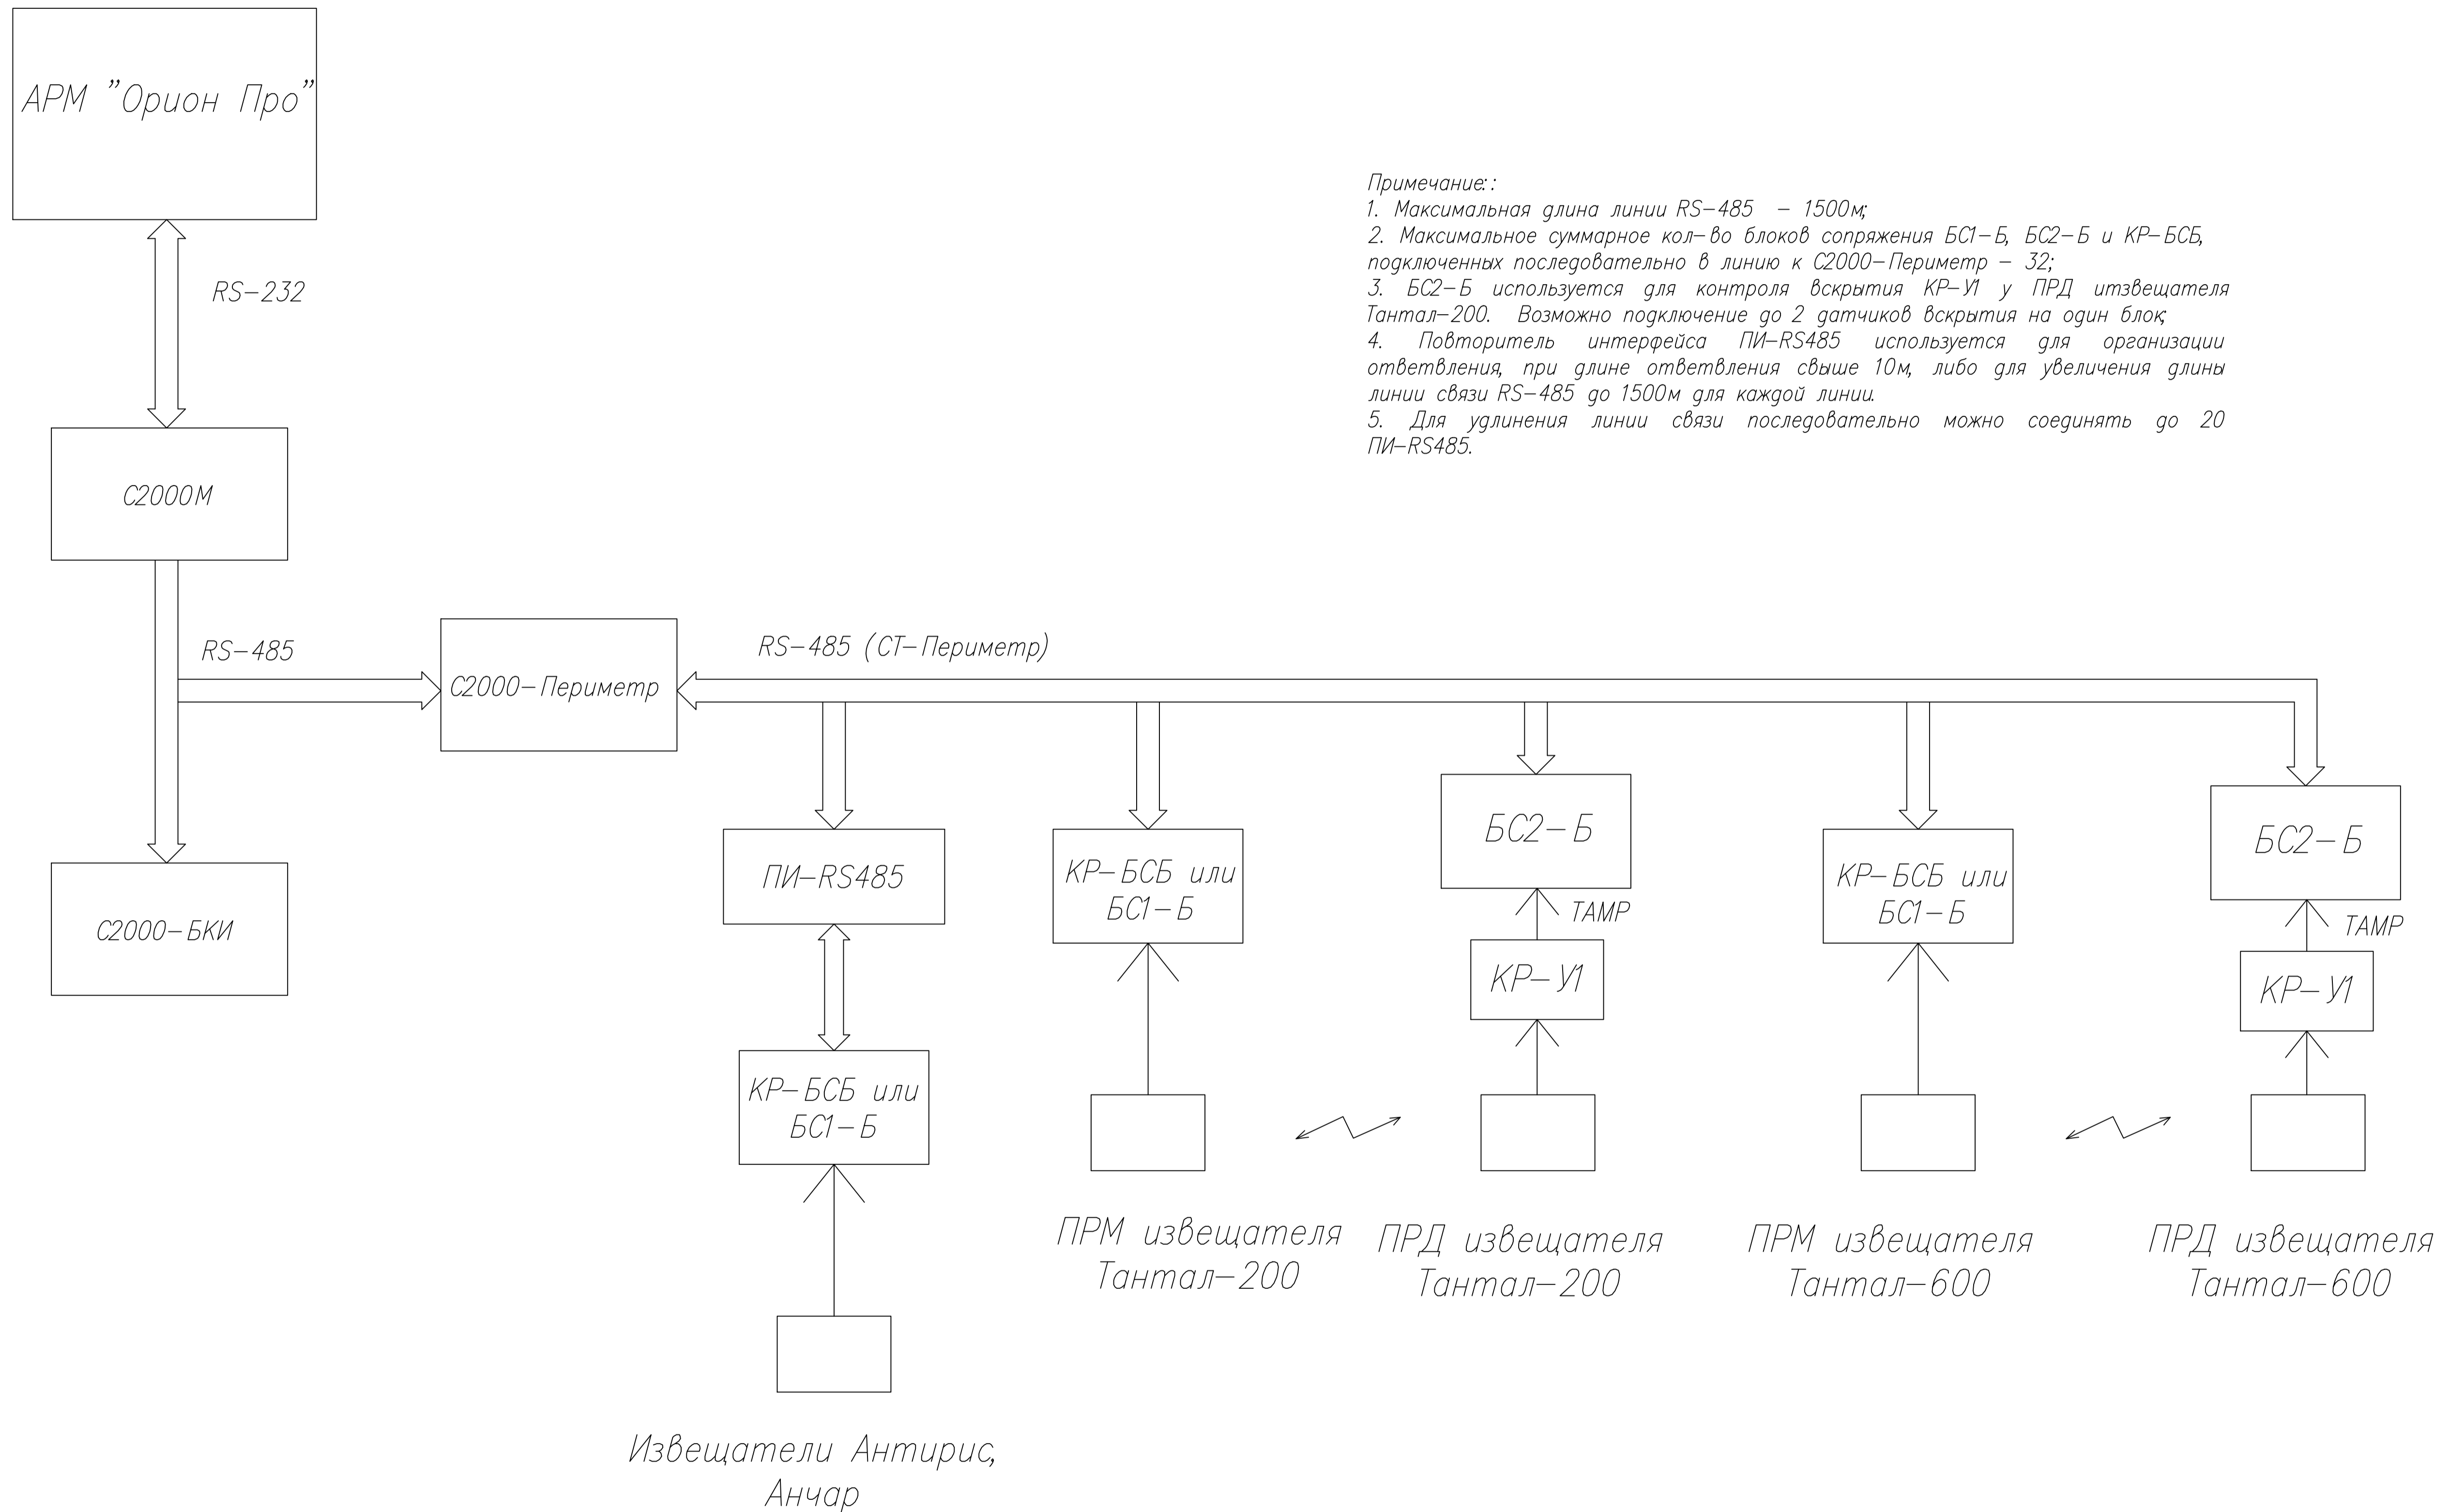 АРМ "Орион Про"
RS-232
Примечание::
1. Максимальная длина линии RS-485 - 1500м;
2. Максимальное суммарное кол-во блоков сопряжения БС1-Б, БС2-Б и КР-БСБ,
подключенных последовательно в линию к С2000-Периметр - 32;
3. БС2-Б используется для контроля вскрытия КР-У1 у ПРД итзвещателя
Тантал-200. Возможно подключение до 2 датчиков вскрытия на один блок;
4. Повторитель интерфейса ПИ-RS485 используется для организации
ответвления, при длине ответвления свыше 10м, либо для увеличения длины
линии связи RS-485 до 1500м для каждой линии.
5. Для удлинения линии связи последовательно можно соединять до 20
ПИ-RS485.
С2000М
RS-485
С2000-Периметр
RS-485 (СТ-Периметр)
С2000-БКИ
ПИ-RS485
КР-БСБ или
БС1-Б
КР-БСБ или
БС1-Б
БС2-Б
ТАМР
КР-У1
КР-БСБ или
БС1-Б
БС2-Б
ТАМР
КР-У1
ПРМ извещателя
Тантал-200
ПРД извещателя
Тантал-200
ПРМ извещателя
Тантал-600
ПРД извещателя
Тантал-600
Извещатели Антирис,
Анчар